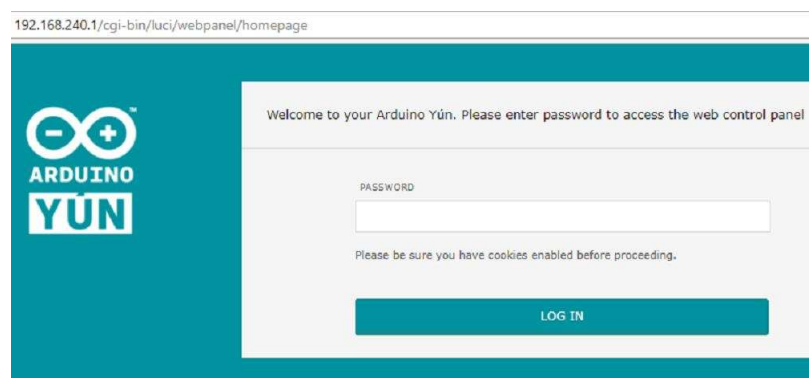 192.168.240.1/cgi-bin/luci/webpanel/homepage
Welcome to your Arduino Yún. Please enter password to access the web control panel
ARDUINO
YÚN
PASSWORD
Please be sure you have cookies enabled before proceeding.
LOG IN